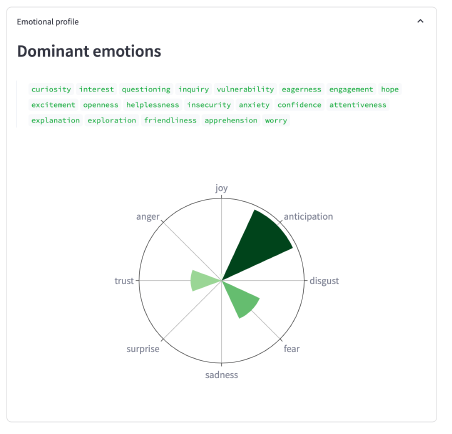 Emotional profile
Dominant emotions
curiosity interest questioning inquiry vulnerability eagerness engagement hope
excitement openness helplessness insecurity anxiety confidence attentiveness
explanation exploration friendliness apprehension worry
joy
anger
anticipation
trust
disgust
surprise
fear
sadness